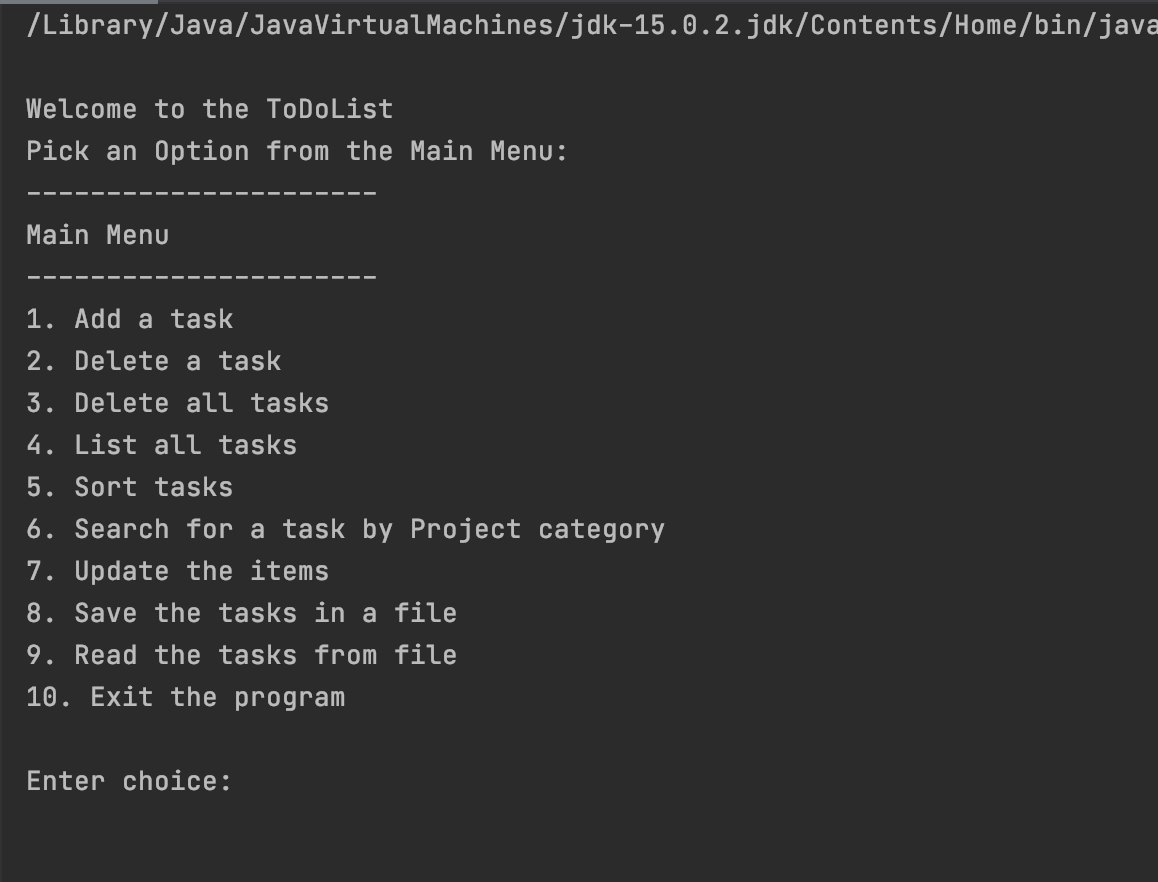 /Library/Java/JavaVirtualMachines/jdk-15.0.2.jdk/Contents/Home/bin/java
Welcome to the ToDoList
Pick an Option from the Main Menu:
----------------------
Main Menu
----------------------
1. Add a task
2. Delete a task
3. Delete all tasks
4. List all tasks
5. Sort tasks
6. Search for a task by Project category
7. Update the items
8. Save the tasks in a file
9. Read the tasks from file
10. Exit the program
Enter choice: